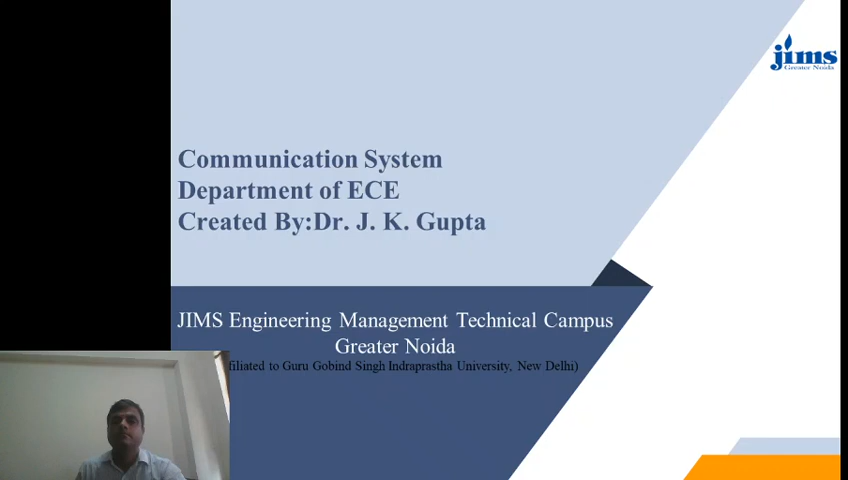 jims
Greater Noida
Communication System
Department of ECE
Created By:Dr. J. K. Gupta
JIMS Engineering Management Technical Campus
Greater Noida
filiated to Guru Gobind Singh Indraprastha University, New Delhi)